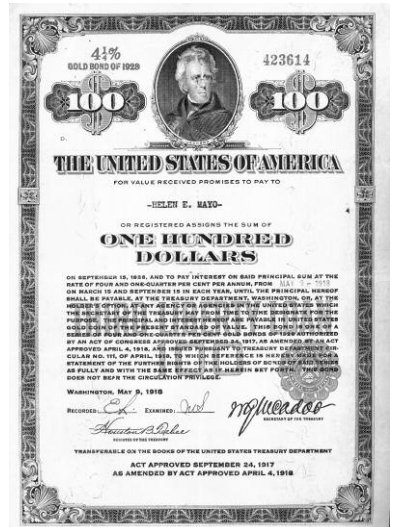 4¼%
GOLD BOND OF 1928
423614
100
100
THE UNITED STATES OF AMERICA
FOR VALUE RECEIVED PROMISES TO PAY TO
-HELEN E. MAYO-
OR REGISTERED ASSIGNS THE SUM OF
ONE HUNDRED
DOLLARS
ON SEPTEMBER 15, 1928, AND TO PAY INTEREST ON SAID PRINCIPAL SUM AT THE
RATE OF FOUR AND ONE-QUARTER PER CENT PER ANNUM, FROM MAY 9 - 1918
ON MARCH 15 AND SEPTEMBER 15 IN EACH YEAR, UNTIL THE PRINCIPAL HEREOF
SHALL BE PAYABLE, AT THE TREASURY DEPARTMENT, WASHINGTON, OR, AT THE
HOLDER'S OPTION, AT ANY AGENCY OR AGENCIES IN THE UNITED STATES WHICH
THE SECRETARY OF THE TREASURY MAY FROM TIME TO TIME DESIGNATE FOR THE
PURPOSE. THE PRINCIPAL AND INTEREST HEREOF ARE PAYABLE IN UNITED STATES
GOLD COIN OF THE PRESENT STANDARD OF VALUE. THIS BOND IS ONE OF A
SERIES OF FOUR AND ONE-QUARTER PER CENT GOLD BONDS OF 1928 AUTHORIZED
BY AN ACT OF CONGRESS APPROVED SEPTEMBER 24, 1917, AS AMENDED BY AN ACT
APPROVED APRIL 4, 1918, AND ISSUED PURSUANT TO TREASURY DEPARTMENT CIR-
CULAR NO. 111, OF APRIL, 1918, TO WHICH REFERENCE IS HEREBY MADE FOR A
STATEMENT OF THE FURTHER RIGHTS OF THE HOLDERS OF BONDS OF SAID SERIES
AS FULLY AND WITH THE SAME EFFECT AS IF HEREIN SET FORTH. THIS BOND
DOES NOT BEAR THE CIRCULATION PRIVILEGE.
WASHINGTON, MAY 9, 1918
RECORDED EXAMINED
W G McAdoo
SECRETARY OF THE TREASURY
Houston B. Teehee
REGISTER OF THE TREASURY
TRANSFERABLE ON THE BOOKS OF THE UNITED STATES TREASURY DEPARTMENT
ACT APPROVED SEPTEMBER 24, 1917
AS AMENDED BY ACT APPROVED APRIL 4, 1918